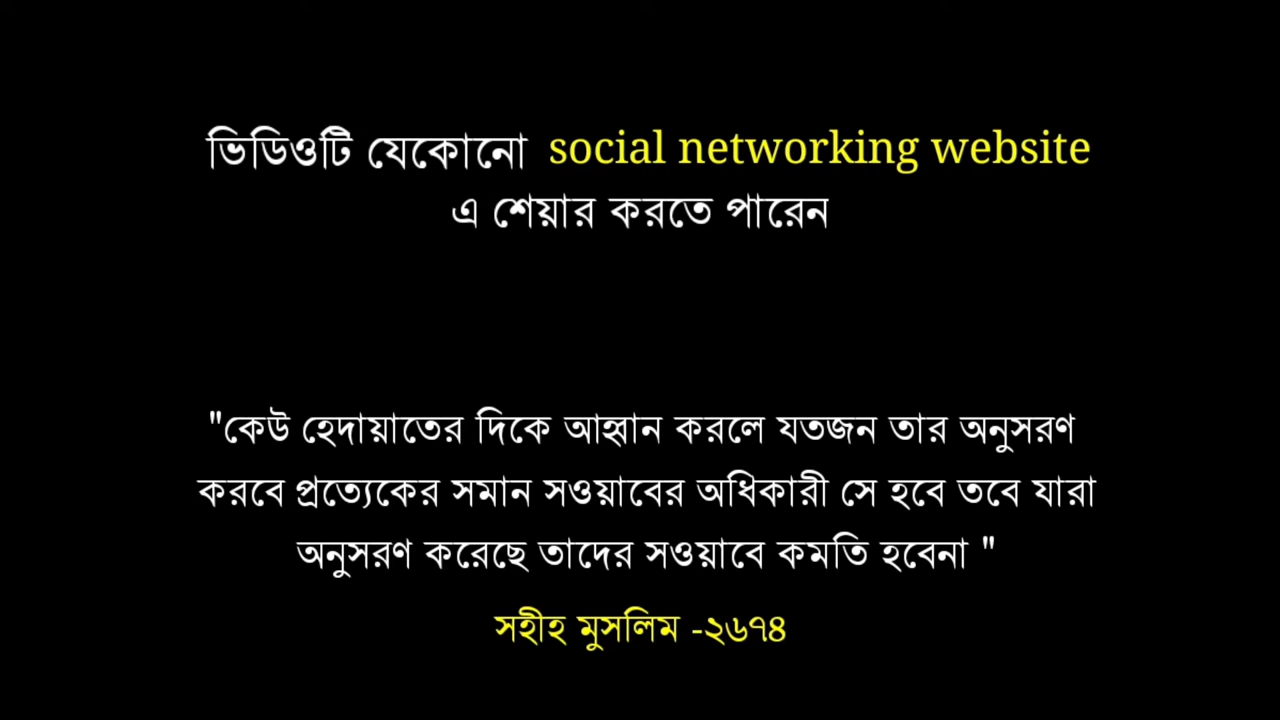 ভিডিওটি যেকোনো social networking website
এ শেয়ার করতে পারেন
"কেউ হেদায়াতের দিকে আহ্বান করলে যতজন তার অনুসরণ
করবে প্রত্যেকের সমান সওয়াবের অধিকারী সে হবে তবে যারা
অনুসরণ করেছে তাদের সওয়াবে কমতি হবেনা "
সহীহ মুসলিম -২৬৭৪